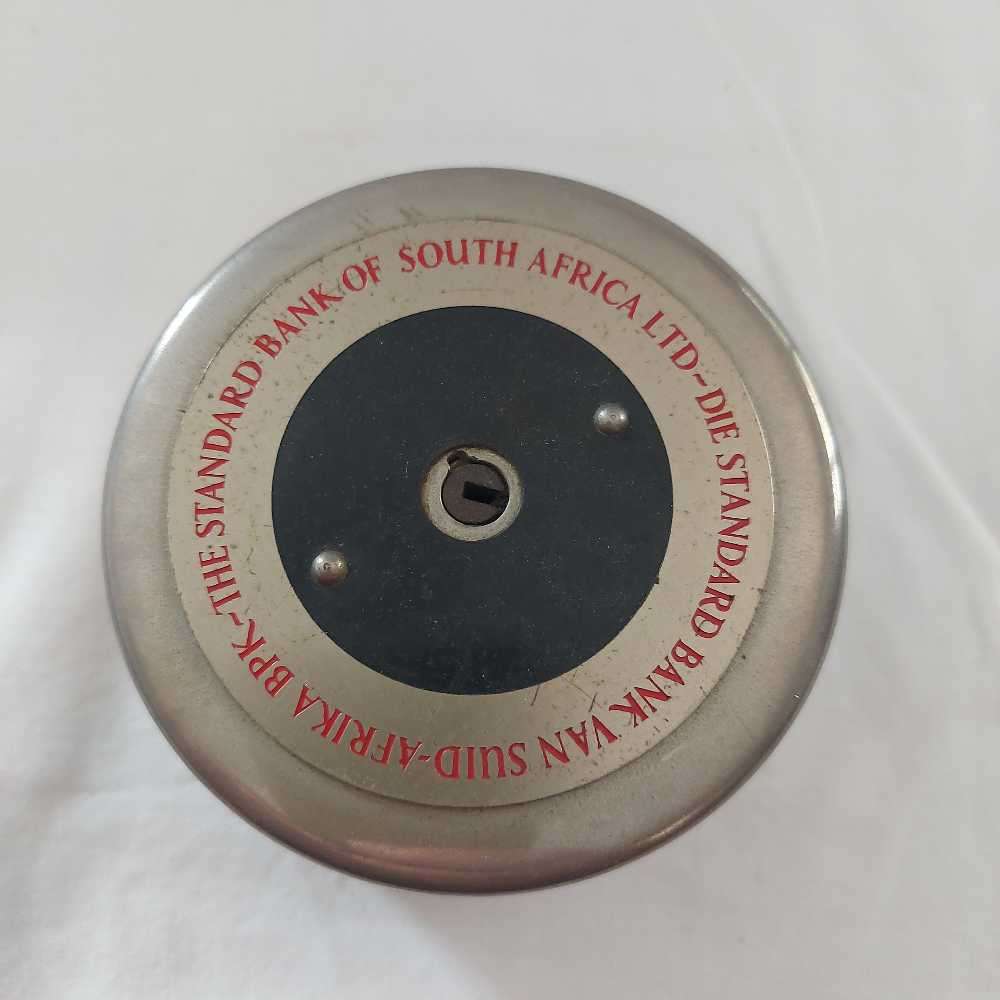 THE STANDARD BANK OF SOUTH AFRICA LTD~DIE STANDARD BANK VAN SUID-AFRIKA BPK~